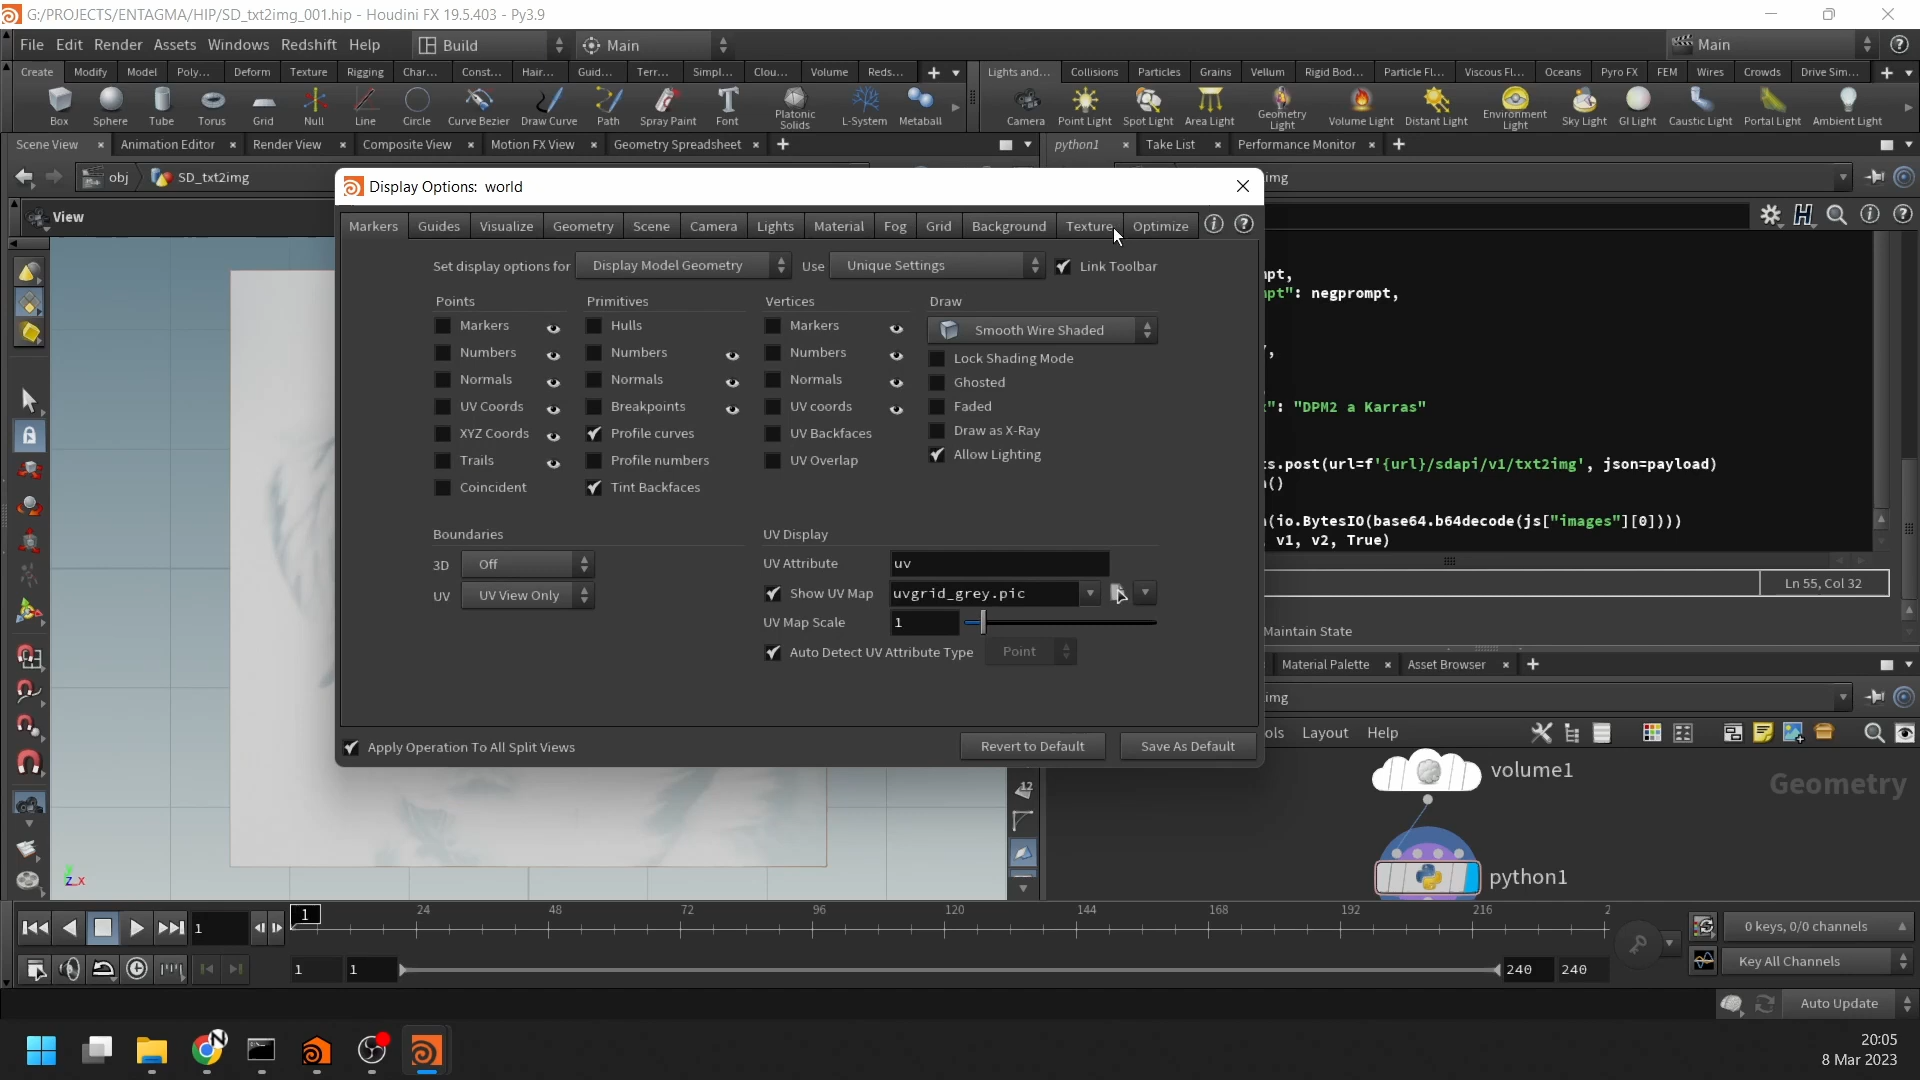 G:/PROJECTS/ENTAGMA/HIP/SD_txt2img_001.hip - Houdini FX 19.5.403 - Py3.9
File Edit Render Assets Windows Redshift Help Build Main Main
Create Modify Model Poly... Deform Texture Rigging Char... Const... Hair... Guid... Terr... Simpl... Clou... Volume Reds... Lights and... Collisions Particles Grains Vellum Rigid Bod... Particle Fl... Viscous Fl... Oceans Pyro FX FEM Wires Crowds Drive Sim...
Box Sphere Tube Torus Grid Null Line Circle Curve Bezier Draw Curve Path Spray Paint Font Platonic Solids L-System Metaball Camera Point Light Spot Light Area Light Geometry Light Volume Light Distant Light Environment Light Sky Light GI Light Caustic Light Portal Light Ambient Light
Scene View Animation Editor Render View Composite View Motion FX View Geometry Spreadsheet python1 Take List Performance Monitor
obj SD_txt2img img
Display Options: world
View
Markers Guides Visualize Geometry Scene Camera Lights Material Fog Grid Background Texture Optimize
Set display options for Display Model Geometry Use Unique Settings Link Toolbar
Points Primitives Vertices Draw
Markers Hulls Markers Smooth Wire Shaded
Numbers Numbers Numbers Lock Shading Mode
Normals Normals Normals Ghosted
UV Coords Breakpoints UV coords Faded
XYZ Coords Profile curves UV Backfaces Draw as X-Ray
Trails Profile numbers UV Overlap Allow Lighting
Coincident Tint Backfaces
Boundaries UV Display
3D Off UV Attribute uv
UV UV View Only Show UV Map uvgrid_grey.pic
UV Map Scale 1
Auto Detect UV Attribute Type Point
Apply Operation To All Split Views Revert to Default Save As Default
pt,
pt": negprompt,
,
": "DPM2 a Karras"
s.post(url=f'{url}/sdapi/v1/txt2img', json=payload)
()
(io.BytesIO(base64.b64decode(js["images"][0])))
v1, v2, True)
Ln 55, Col 32
Maintain State
Material Palette Asset Browser
img
ols Layout Help
volume1
Geometry
python1
z x
12
1 1 24 48 72 96 120 144 168 192 216 2
0 keys, 0/0 channels
1 1 240 240 Key All Channels
Auto Update
20:05
8 Mar 2023